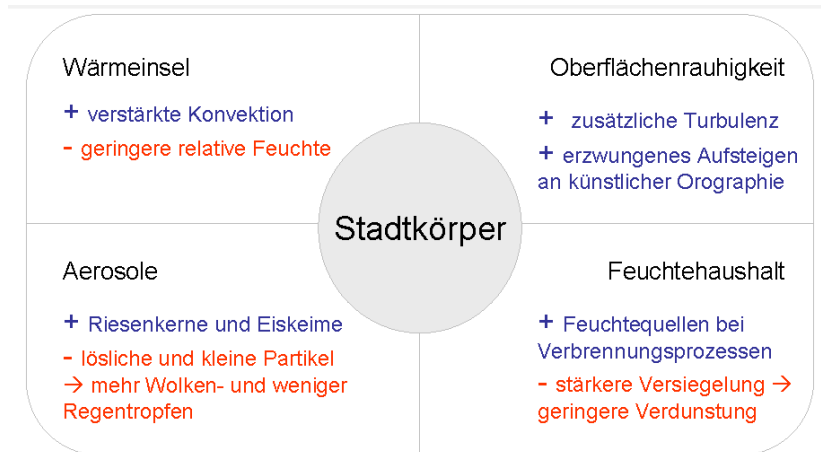 Wärmeinsel
+ verstärkte Konvektion
- geringere relative Feuchte
Oberflächenrauhigkeit
+ zusätzliche Turbulenz
+ erzwungenes Aufsteigen
an künstlicher Orographie
Stadtkörper
Aerosole
+ Riesenkerne und Eiskeime
- lösliche und kleine Partikel
→ mehr Wolken- und weniger
Regentropfen
Feuchtehaushalt
+ Feuchtequellen bei
Verbrennungsprozessen
- stärkere Versiegelung →
geringere Verdunstung